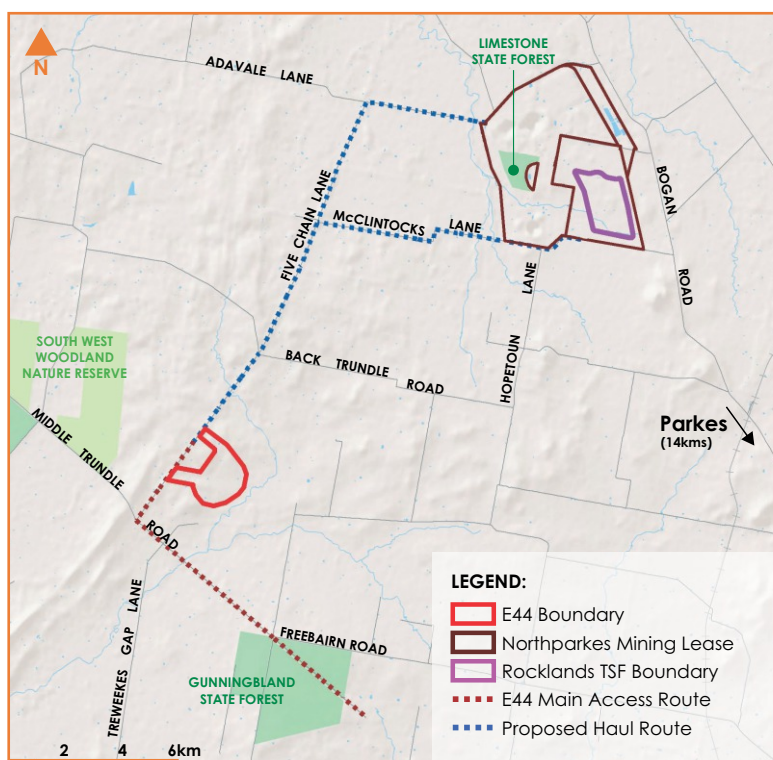 N
ADAVALE LANE
LIMESTONE
STATE FOREST
FIVE CHAIN LANE
McCLINTOCKS LANE
BOGAN ROAD
HOPETOUN LANE
SOUTH WEST
WOODLAND
NATURE RESERVE
BACK TRUNDLE ROAD
MIDDLE TRUNDLE ROAD
Parkes
(14kms)
TREWEEKES GAP LANE
FREEBAIRN ROAD
GUNNINGBLAND
STATE FOREST
2 4 6km
LEGEND:
E44 Boundary
Northparkes Mining Lease
Rocklands TSF Boundary
E44 Main Access Route
Proposed Haul Route